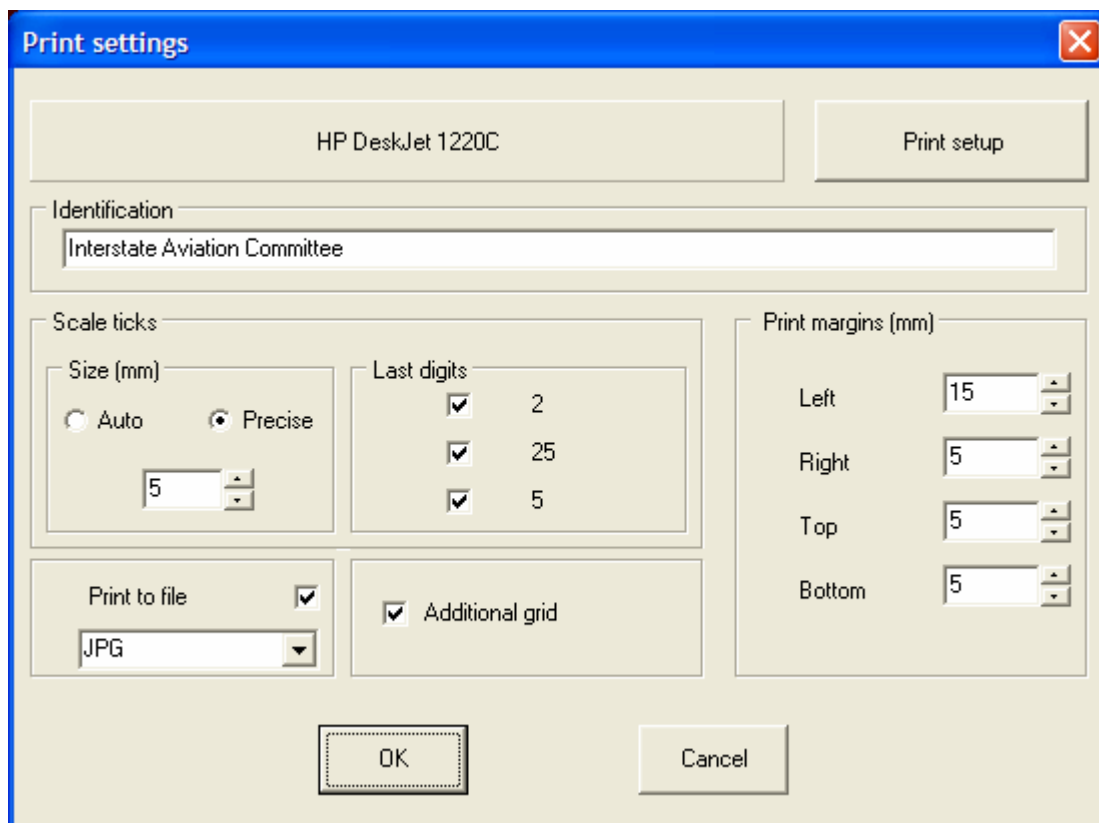 Print settings
HP DeskJet 1220C
Print setup
Identification
Interstate Aviation Committee
Scale ticks
Size (mm)
Auto
Precise
5
Last digits
2
25
5
Print margins (mm)
Left
15
Right
5
Top
5
Bottom
5
Print to file
JPG
Additional grid
OK
Cancel